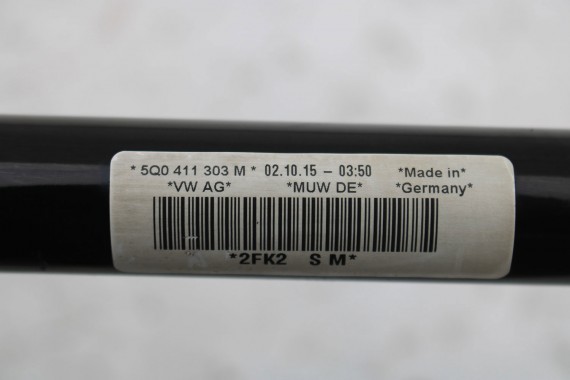 * 5Q0 411 303 M * 02.10.15 – 03:50 *Made in*
*VW AG* *MUW DE* *Germany*
*2FK2 S M*